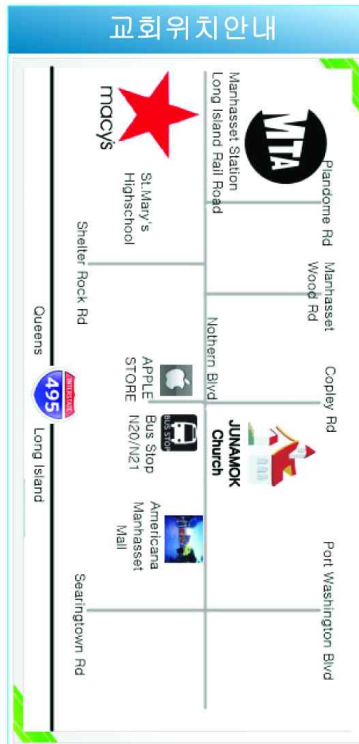 교회위치안내
MTA
Manhasset Station
Long Island Rail Road
Plandome Rd
macy's
St.Mary's
Highschool
Shelter Rock Rd
Manhasset
Wood Rd
Nothern Blvd
Copley Rd
APPLE
STORE
BUS STOP
Bus Stop
N20/N21
JUNAMOK
Church
Americana
Manhasset
Mall
Port Washington Blvd
Searingtown Rd
Queens
INTERSTATE
495
Long Island